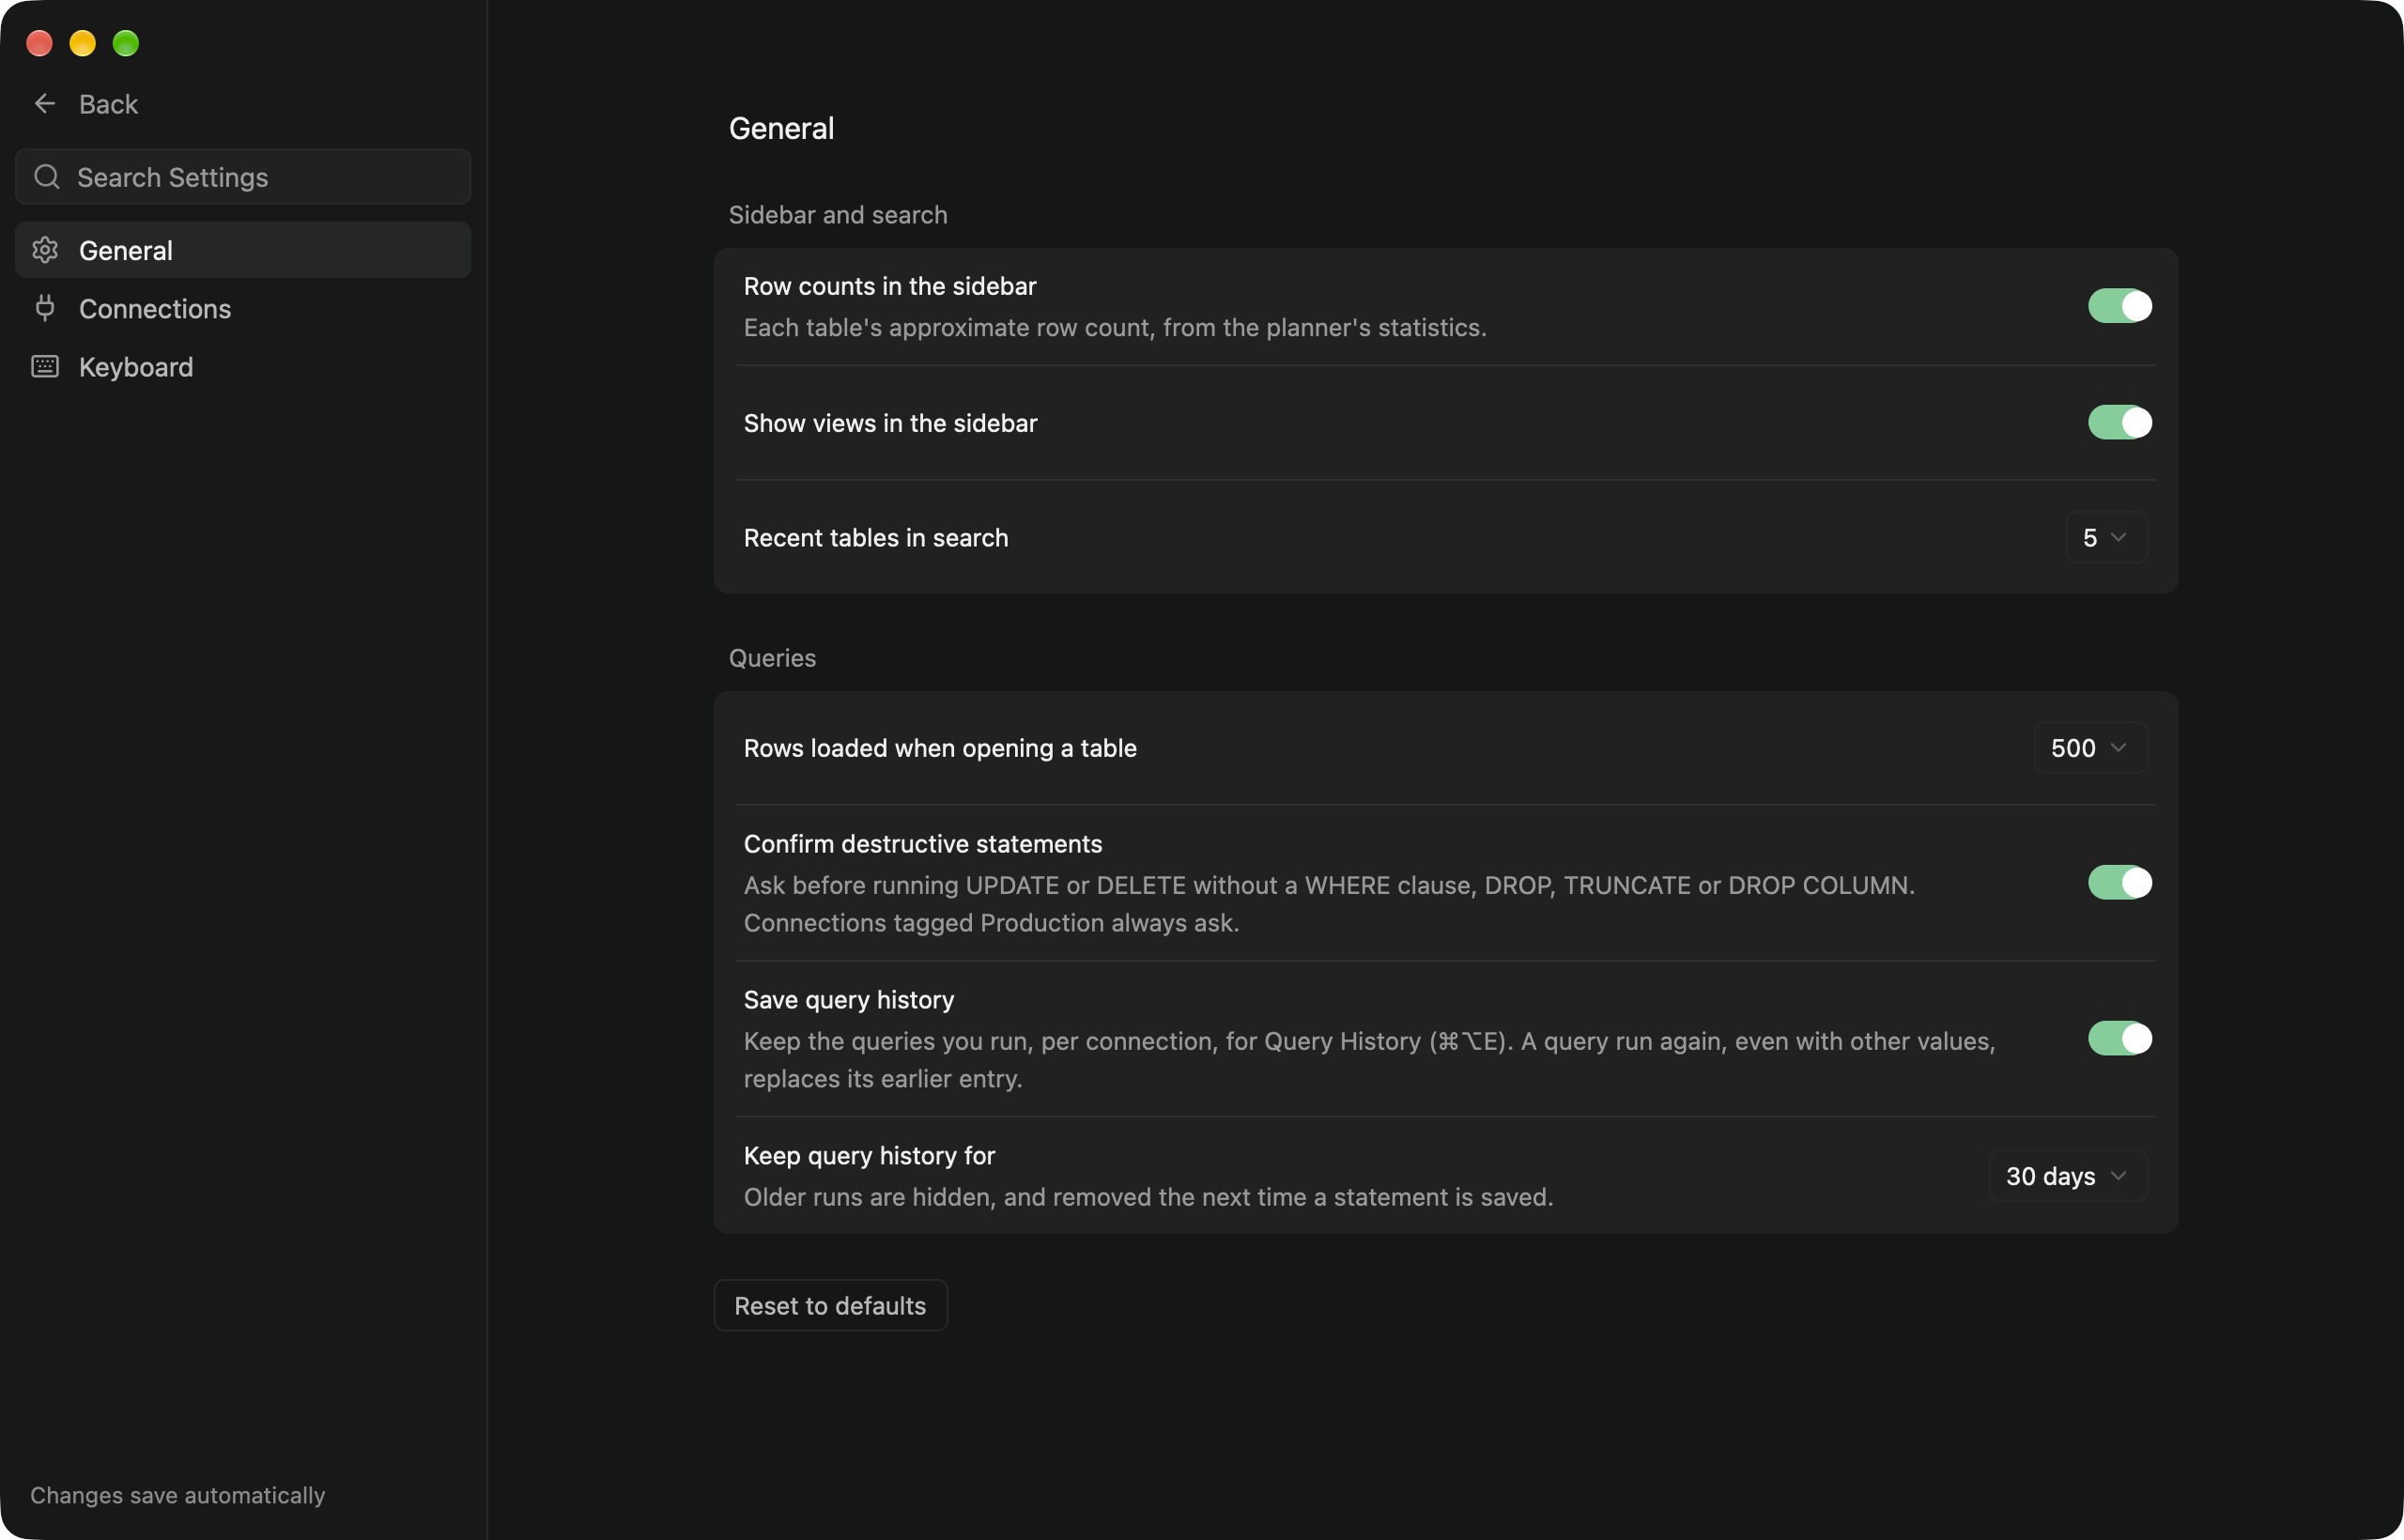 Back
Search Settings
General
Connections
Keyboard
Changes save automatically
General
Sidebar and search
Row counts in the sidebar
Each table's approximate row count, from the planner's statistics.
Show views in the sidebar
Recent tables in search
5
Queries
Rows loaded when opening a table
500
Confirm destructive statements
Ask before running UPDATE or DELETE without a WHERE clause, DROP, TRUNCATE or DROP COLUMN.
Connections tagged Production always ask.
Save query history
Keep the queries you run, per connection, for Query History (⌘⌥E). A query run again, even with other values,
replaces its earlier entry.
Keep query history for
Older runs are hidden, and removed the next time a statement is saved.
30 days
Reset to defaults